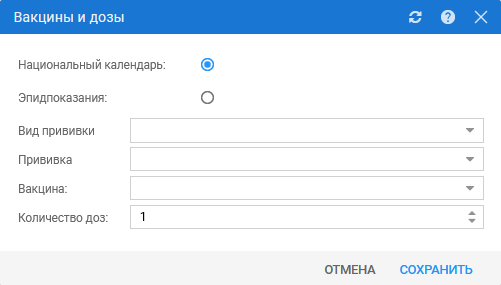 Вакцины и дозы
Национальный календарь:
Эпидпоказания:
Вид прививки
Прививка
Вакцина:
Количество доз: 1
ОТМЕНА СОХРАНИТЬ